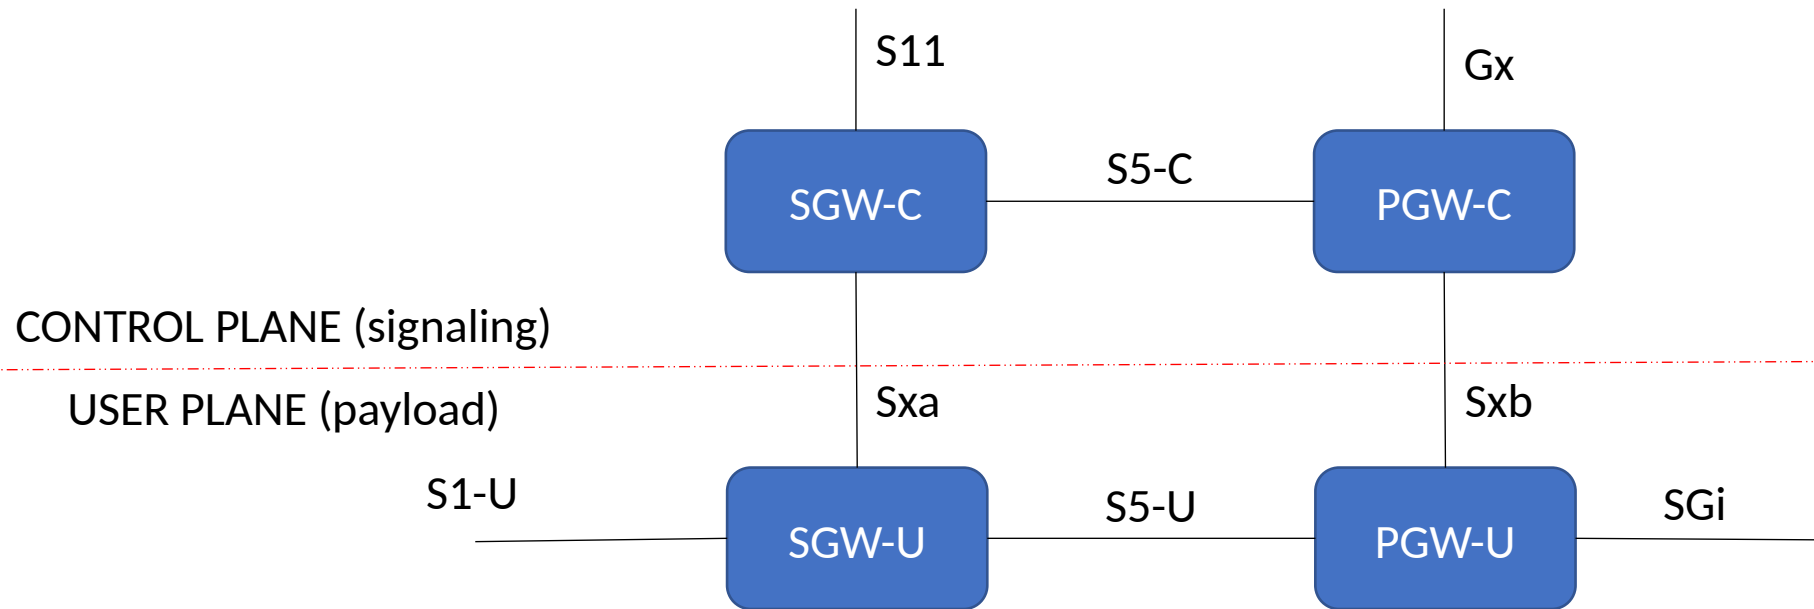 S11
Gx
S5-C
SGW-C
PGW-C
CONTROL PLANE (signaling)
USER PLANE (payload)
Sxa
Sxb
S1-U
S5-U
SGi
SGW-U
PGW-U